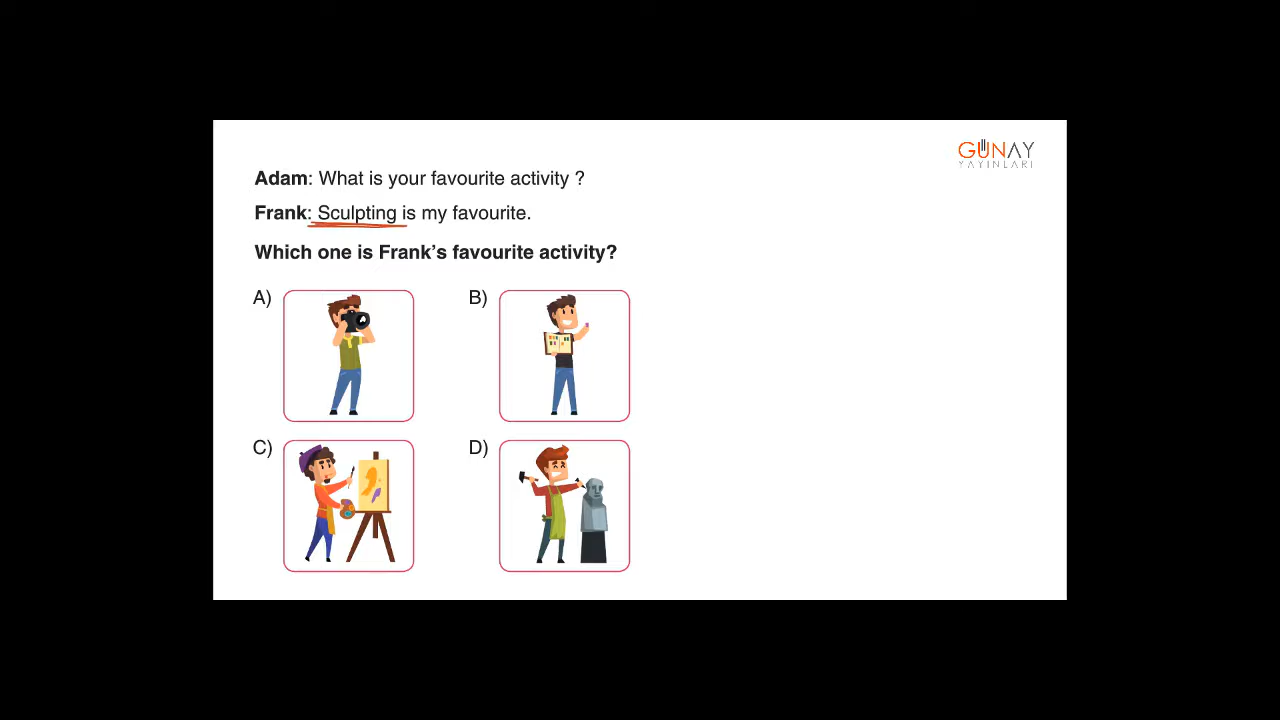 GÜNAY
YAYINLARI
Adam: What is your favourite activity ?
Frank: Sculpting is my favourite.
Which one is Frank's favourite activity?
A)
B)
C)
D)